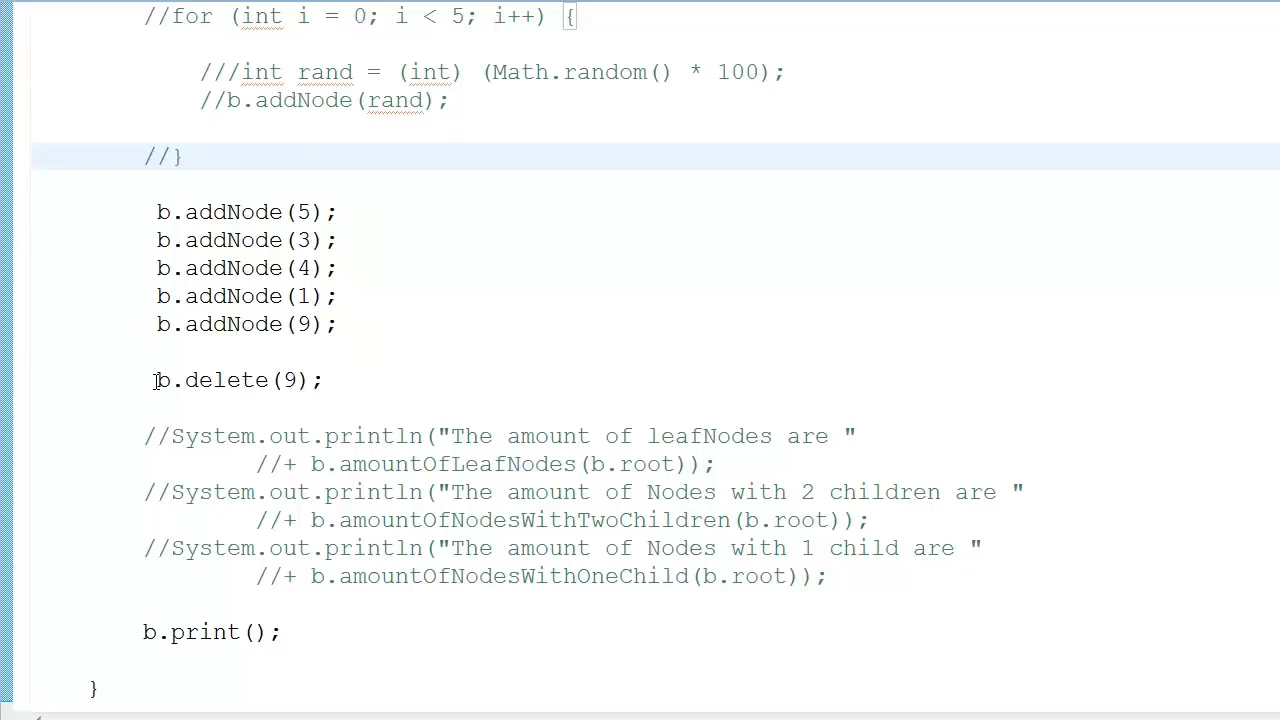 //for (int i = 0; i < 5; i++) {
///int rand = (int) (Math.random() * 100);
//b.addNode(rand);
//}
b.addNode(5);
b.addNode(3);
b.addNode(4);
b.addNode(1);
b.addNode(9);
b.delete(9);
//System.out.println("The amount of leafNodes are "
//+ b.amountOfLeafNodes(b.root));
//System.out.println("The amount of Nodes with 2 children are "
//+ b.amountOfNodesWithTwoChildren(b.root));
//System.out.println("The amount of Nodes with 1 child are "
//+ b.amountOfNodesWithOneChild(b.root));
b.print();
}